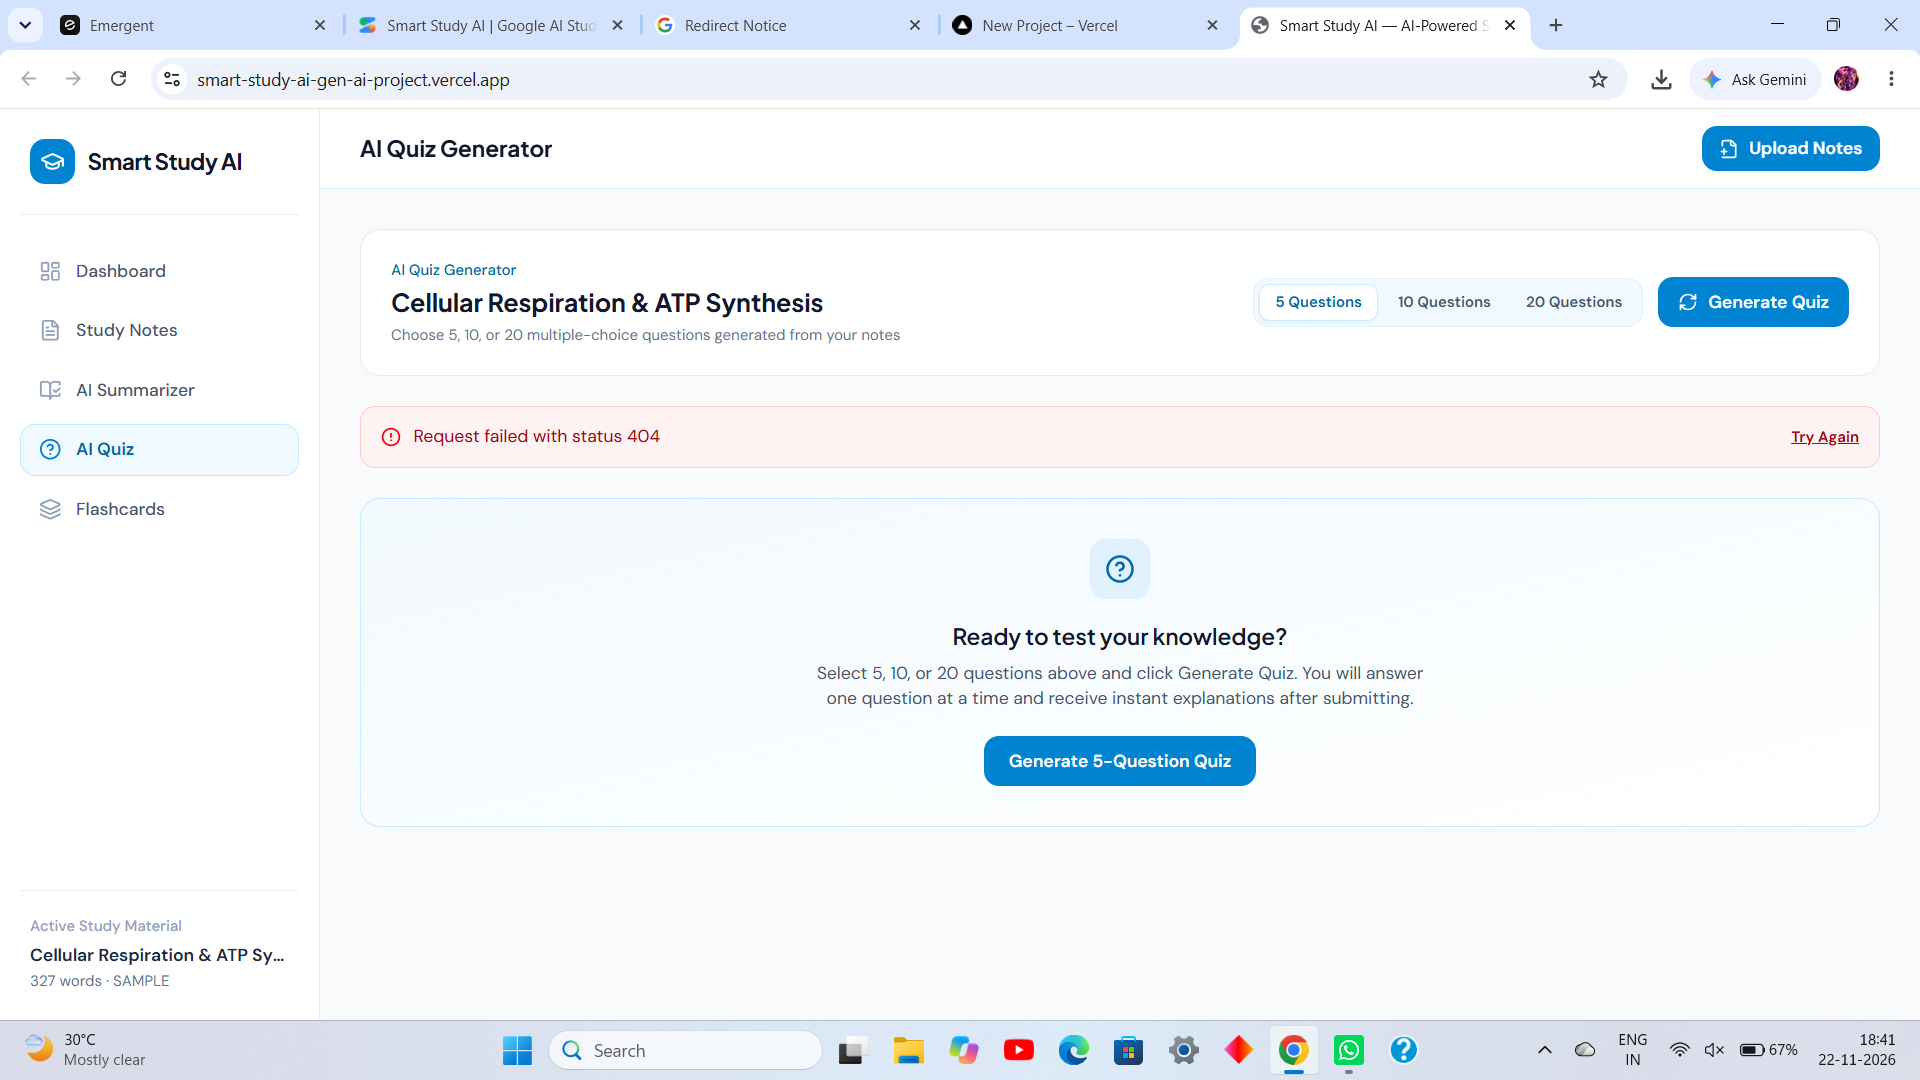 Emergent
Smart Study AI | Google AI Stud
Redirect Notice
New Project – Vercel
Smart Study AI — AI-Powered S
smart-study-ai-gen-ai-project.vercel.app
Ask Gemini
Smart Study AI
AI Quiz Generator
Upload Notes
Dashboard
Study Notes
AI Summarizer
AI Quiz
Flashcards
AI Quiz Generator
Cellular Respiration & ATP Synthesis
Choose 5, 10, or 20 multiple-choice questions generated from your notes
5 Questions
10 Questions
20 Questions
Generate Quiz
Request failed with status 404
Try Again
Ready to test your knowledge?
Select 5, 10, or 20 questions above and click Generate Quiz. You will answer
one question at a time and receive instant explanations after submitting.
Generate 5-Question Quiz
Active Study Material
Cellular Respiration & ATP Sy...
327 words · SAMPLE
30°C
Mostly clear
Search
ENG
IN
67%
18:41
22-11-2026